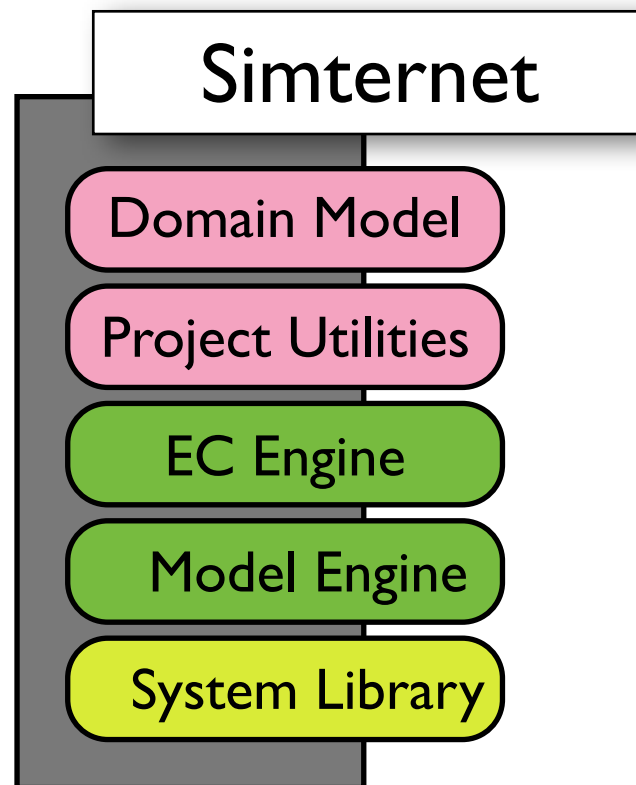 Simternet
Domain Model
Project Utilities
EC Engine
Model Engine
System Library